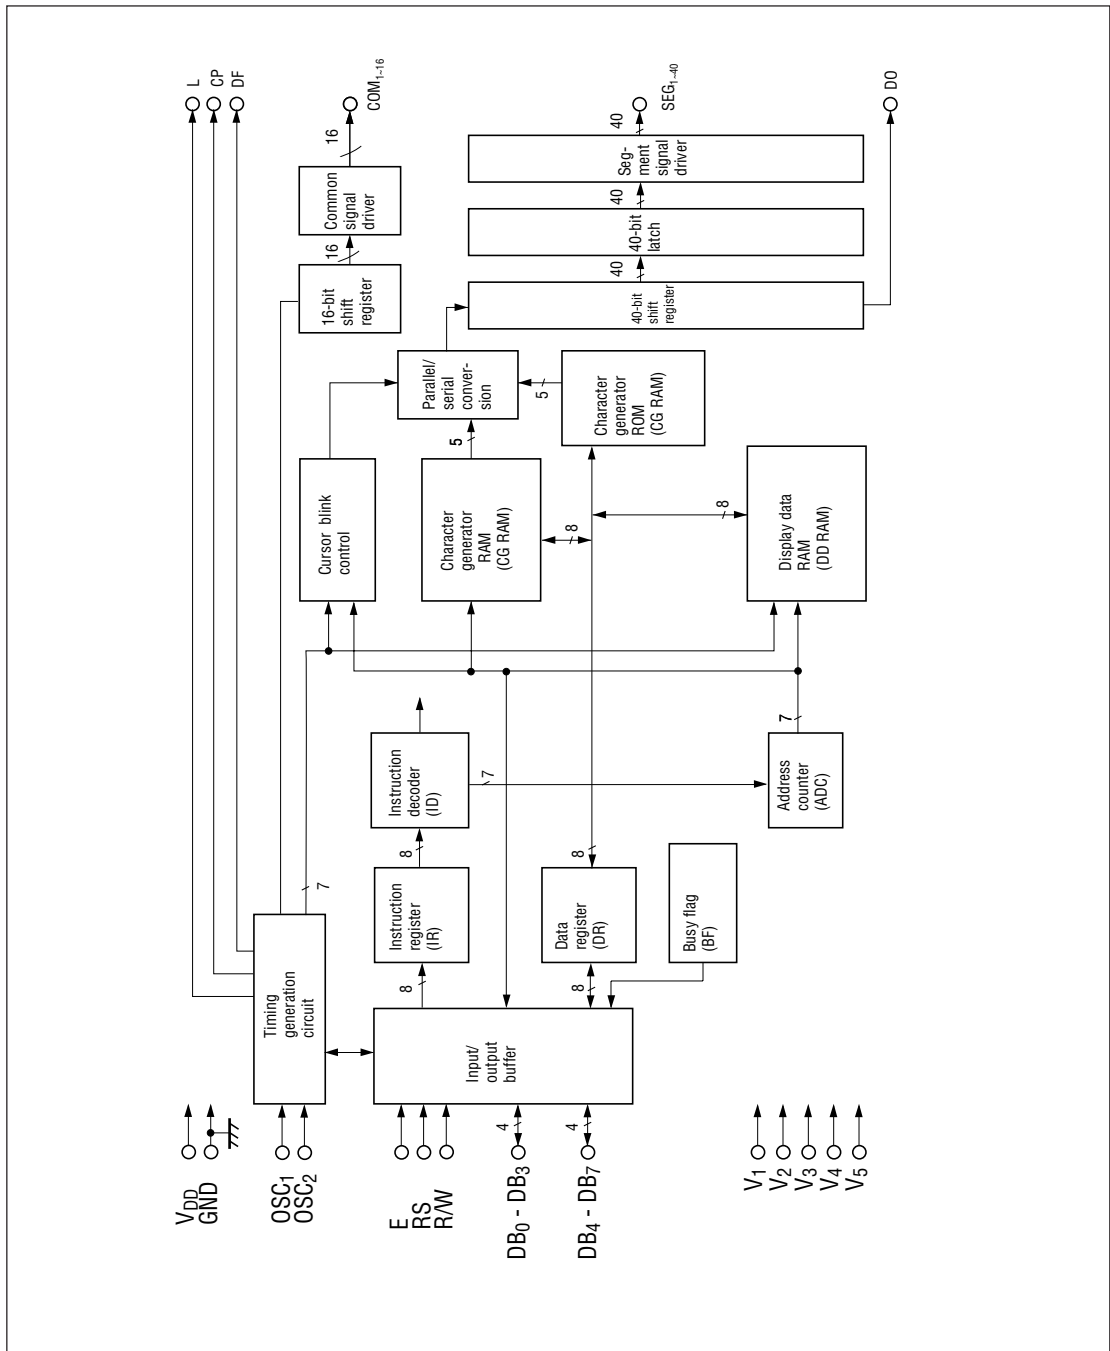 L
CP
DF
COM1~16
SEG1~40
DO
16
40
Common
signal
driver
Seg-
ment
signal
driver
16
40
40-bit
latch
16-bit
shift
register
40
40-bit
shift
register
Parallel/
serial
conver-
sion
5
Character
generator
ROM
(CG RAM)
5
Cursor blink
control
Character
generator
RAM
(CG RAM)
8
8
Display data
RAM
(DD RAM)
7
Instruction
decoder
(ID)
7
Address
counter
(ADC)
8
8
7
Instruction
register
(IR)
Data
register
(DR)
Busy flag
(BF)
8
8
Timing
generation
circuit
Input/
output
buffer
4
4
VDD
GND
OSC1
OSC2
E
RS
R/W
DB0 - DB3
DB4 - DB7
V1
V2
V3
V4
V5